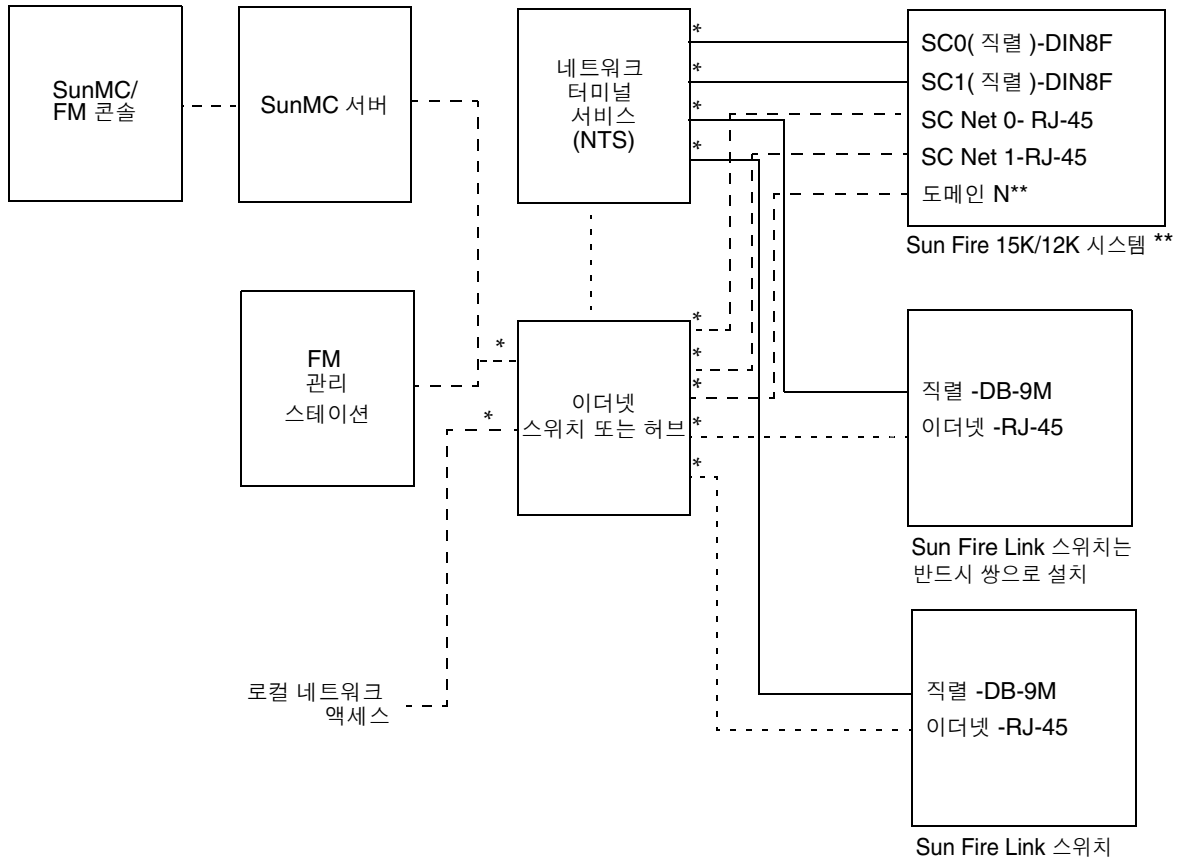 SunMC/
FM 콘솔
SunMC 서버
네트워크
터미널
서비스
(NTS)
*
*
*
*
SC0( 직렬 )-DIN8F
SC1( 직렬 )-DIN8F
SC Net 0- RJ-45
SC Net 1-RJ-45
도메인 N**
Sun Fire 15K/12K 시스템 **
FM
관리
스테이션
*
*
이더넷
스위치 또는 허브
*
*
*
*
*
직렬 -DB-9M
이더넷 -RJ-45
Sun Fire Link 스위치는
반드시 쌍으로 설치
로컬 네트워크
액세스
직렬 -DB-9M
이더넷 -RJ-45
Sun Fire Link 스위치